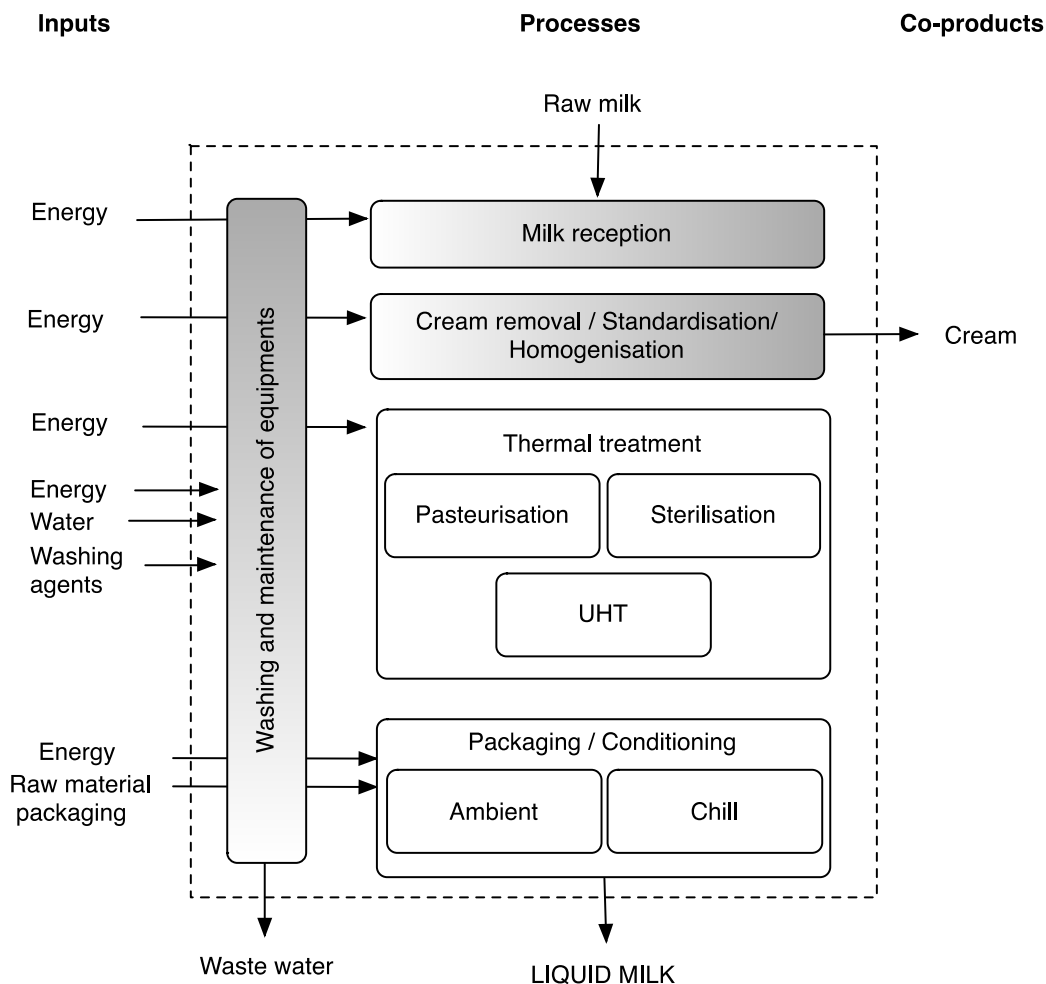 Inputs
Processes
Co-products
Raw milk
Energy
Milk reception
Energy
Cream removal / Standardisation/
Homogenisation
Cream
Energy
Thermal treatment
Energy
Water
Washing
agents
Washing and maintenance of equipments
Pasteurisation
Sterilisation
UHT
Energy
Raw material
packaging
Packaging / Conditioning
Ambient
Chill
Waste water
LIQUID MILK